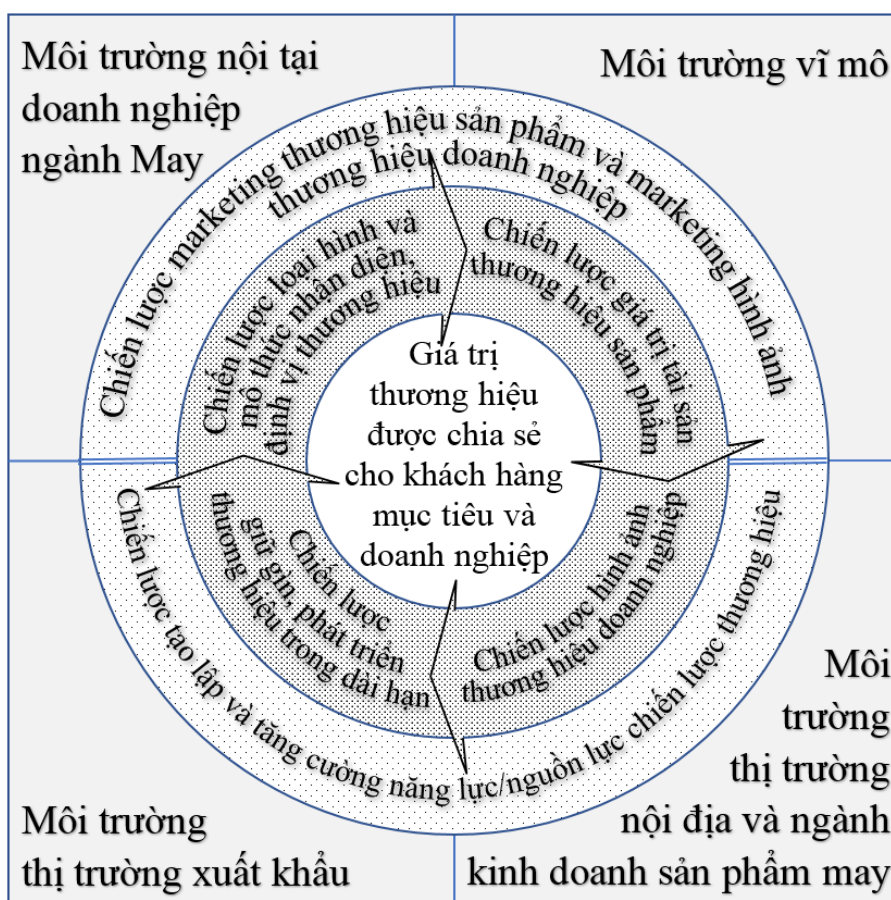 Môi trường nội tại
doanh nghiệp
ngành May
Môi trường vĩ mô
Chiến lược marketing thương hiệu sản phẩm và marketing hình ảnh
thương hiệu doanh nghiệp
Chiến lược loại hình và
mô thức nhận diện,
định vị thương hiệu
Chiến lược giá trị tài sản
thương hiệu sản phẩm
Giá trị
thương hiệu
được chia sẻ
cho khách hàng
mục tiêu và
doanh nghiệp
Chiến lược
giữ gìn, phát triển
thương hiệu trong dài hạn
Chiến lược hình ảnh
thương hiệu doanh nghiệp
Chiến lược tạo lập và tăng cường năng lực/nguồn lực chiến lược thương hiệu
Môi trường
thị trường xuất khẩu
Môi
trường
thị trường
nội địa và ngành
kinh doanh sản phẩm may